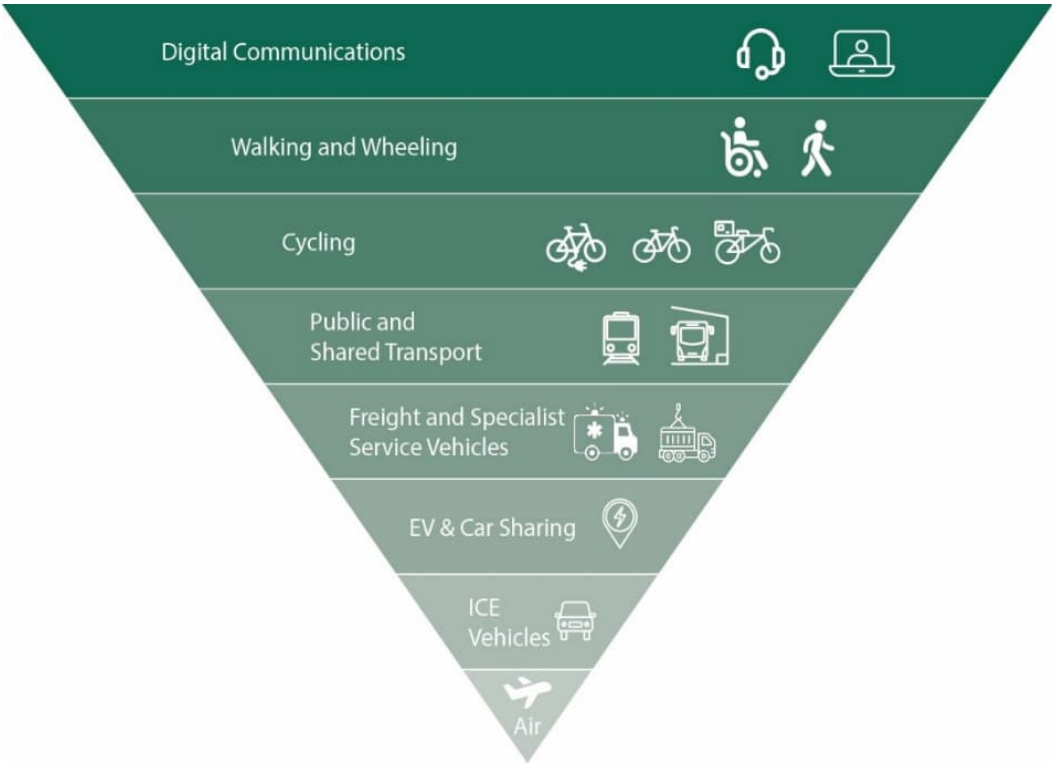 Digital Communications
Walking and Wheeling
Cycling
Public and
Shared Transport
Freight and Specialist
Service Vehicles
EV & Car Sharing
ICE
Vehicles
Air